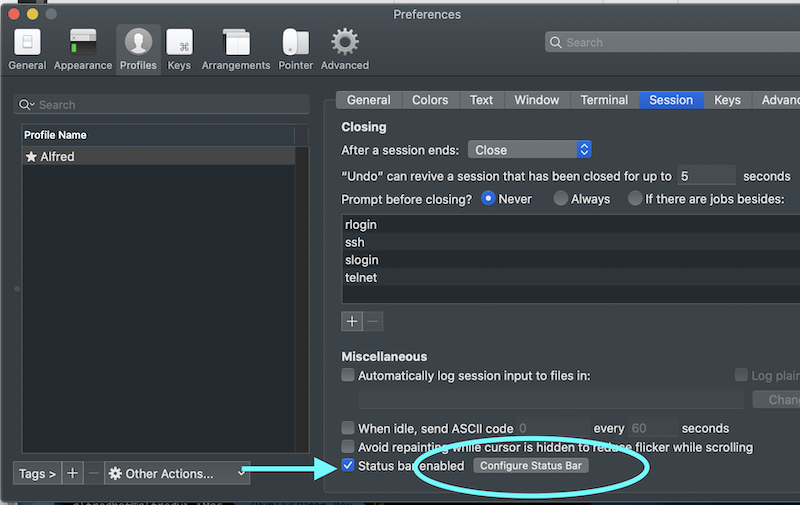 Preferences
General Appearance Profiles Keys Arrangements Pointer Advanced
Search
Search
Profile Name
Alfred
General Colors Text Window Terminal Session Keys Advan
Closing
After a session ends: Close
“Undo” can revive a session that has been closed for up to 5 seconds
Prompt before closing? Never Always If there are jobs besides:
rlogin
ssh
slogin
telnet
+ −
Miscellaneous
Automatically log session input to files in: Log plain
Chan
When idle, send ASCII code 0 every 60 seconds
Avoid repainting while cursor is hidden to reduce flicker while scrolling
Status bar enabled Configure Status Bar
Tags > + − Other Actions...